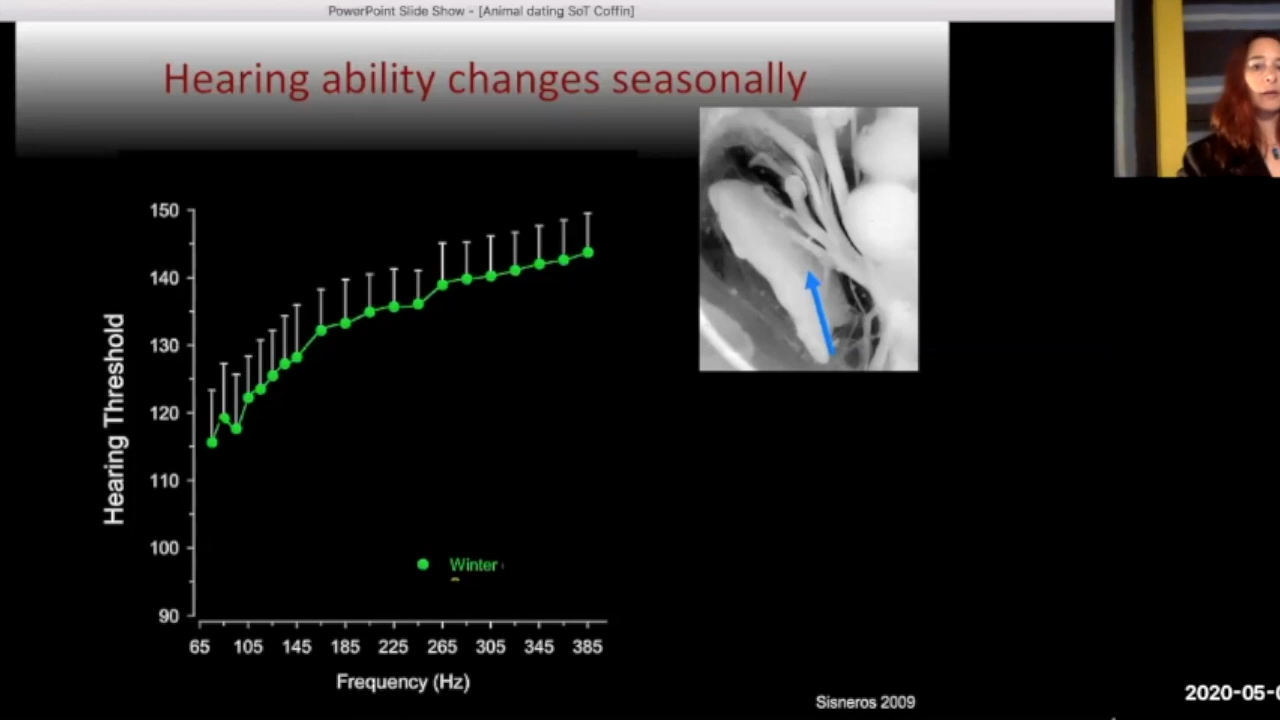 PowerPoint Slide Show - [Animal dating SoT Coffin]
Hearing ability changes seasonally
150
140
130
120
110
100
90
Hearing Threshold
Winter
65 105 145 185 225 265 305 345 385
Frequency (Hz)
Sisneros 2009
2020-05-0